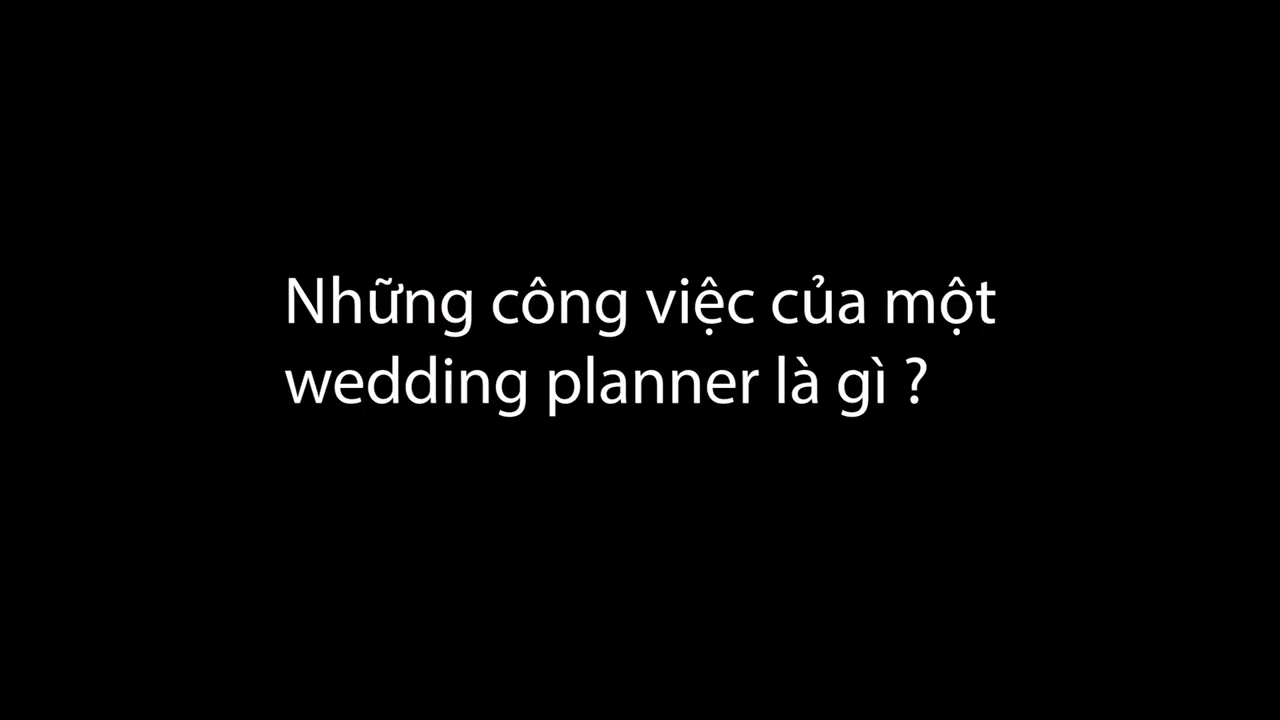 Những công việc của một
wedding planner là gì ?